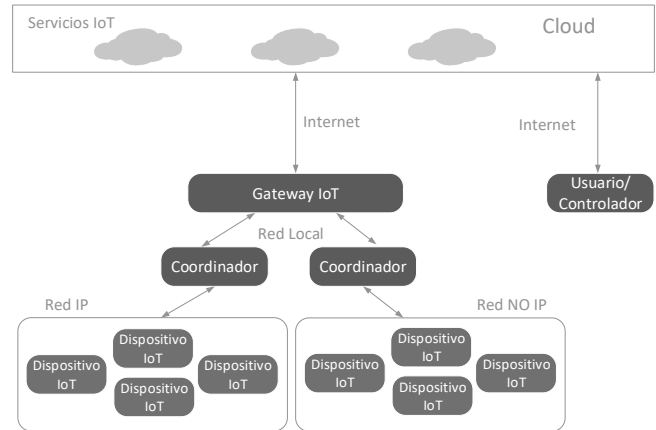 Servicios IoT
Cloud
Internet
Internet
Gateway IoT
Usuario/
Controlador
Red Local
Coordinador
Coordinador
Red IP
Red NO IP
Dispositivo
IoT
Dispositivo
IoT
Dispositivo
IoT
Dispositivo
IoT
Dispositivo
IoT
Dispositivo
IoT
Dispositivo
IoT
Dispositivo
IoT